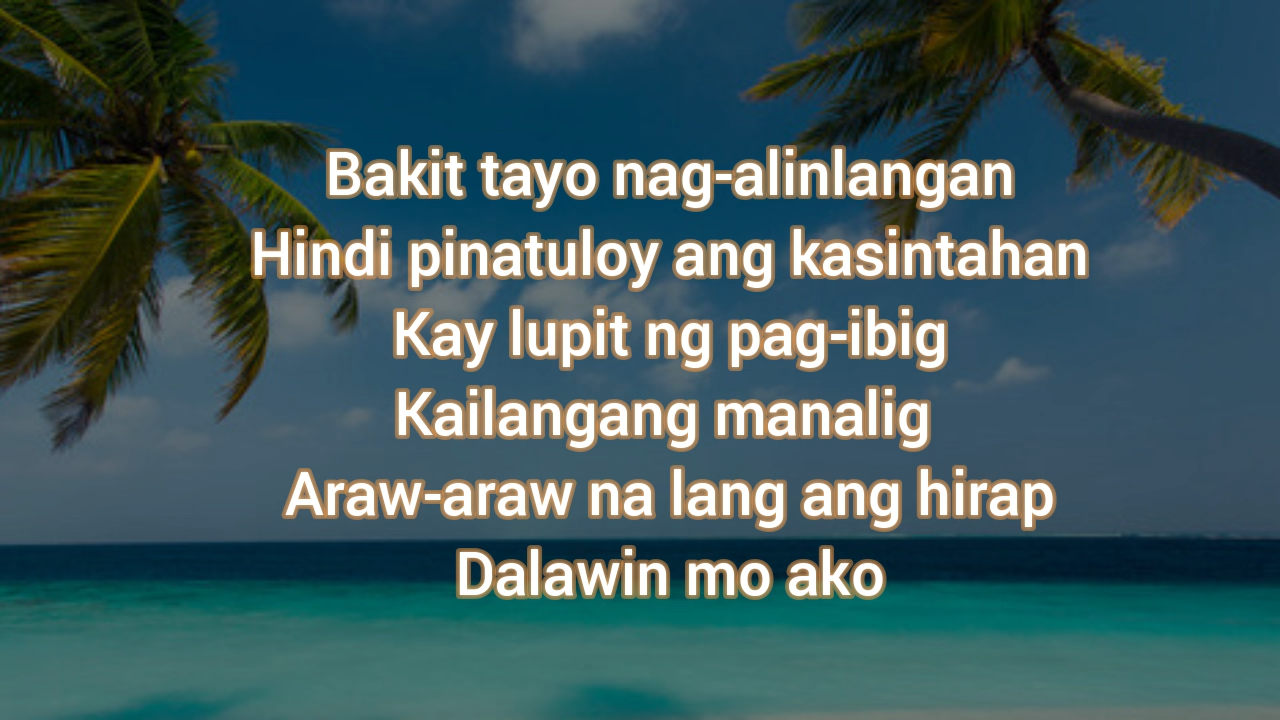 Bakit tayo nag-alinlangan
Hindi pinatuloy ang kasintahan
Kay lupit ng pag-ibig
Kailangang manalig
Araw-araw na lang ang hirap
Dalawin mo ako